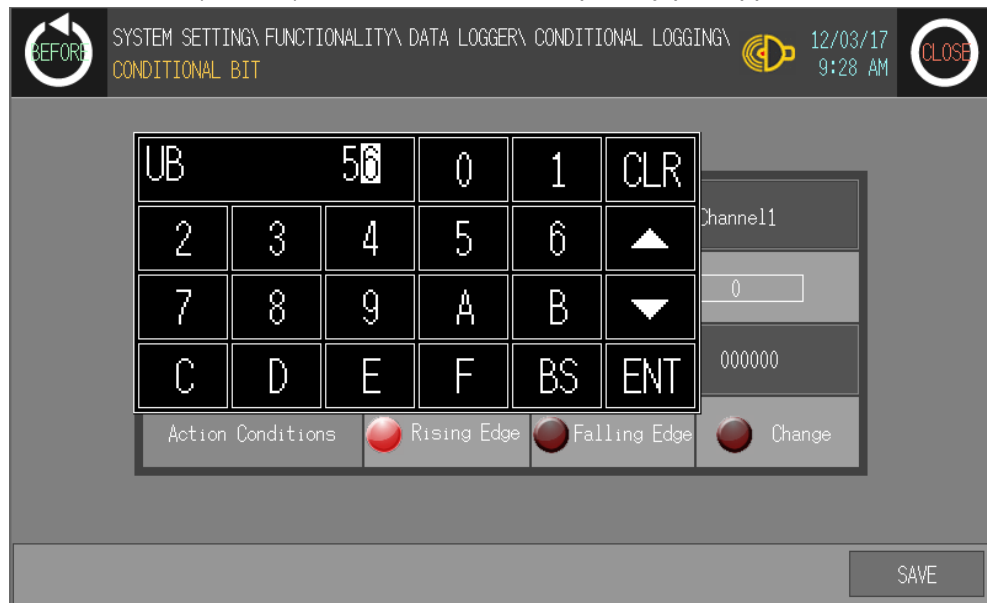 BEFORE
SYSTEM SETTING\ FUNCTIONALITY\ DATA LOGGER\ CONDITIONAL LOGGING\
CONDITIONAL BIT
12/03/17
9:28 AM
CLOSE
UB 56 0 1 CLR
2 3 4 5 6
7 8 9 A B
C D E F BS ENT
Channel1
0
000000
Action Conditions Rising Edge Falling Edge Change
SAVE